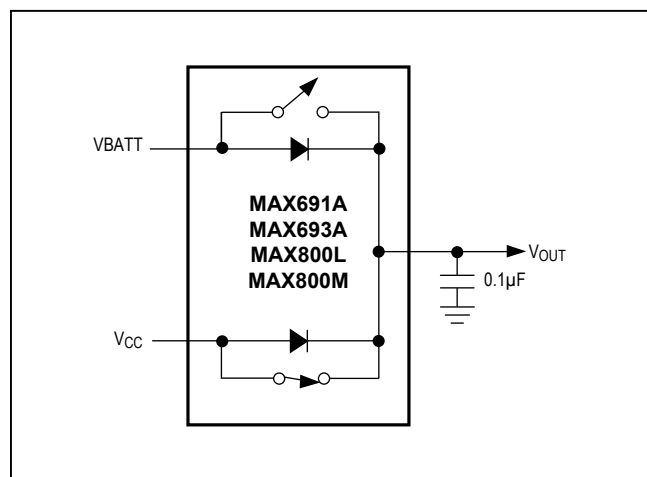 VBATT
MAX691A
MAX693A
MAX800L
MAX800M
VOUT
0.1µF
VCC